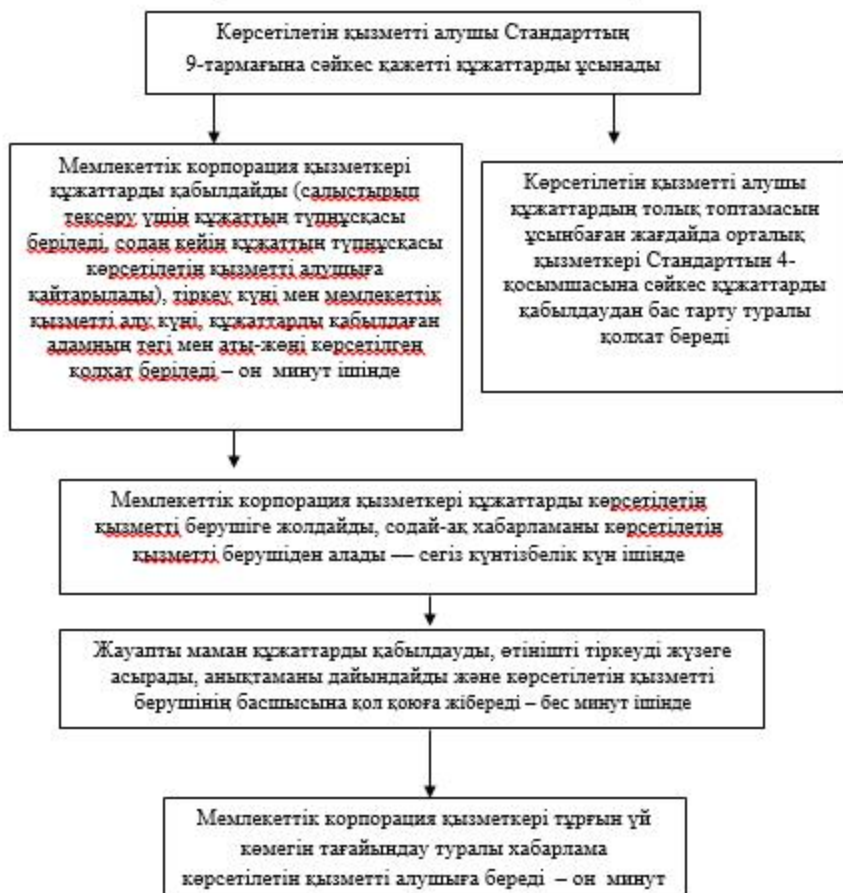 Көрсетілетін қызметті алушы Стандарттың
9-тармағына сәйкес қажетті құжаттарды ұсынады
Мемлекеттік корпорация қызметкері
құжаттарды қабылдайды (салыстырып
тексеру үшін құжаттың түпнұсқасы
беріледі, содан кейін құжаттың түпнұсқасы
көрсетілетін қызметті алушыға
қайтарылады), тіркеу күні мен мемлекеттік
қызметті алу күні, құжаттарды қабылдаған
адамның тегі мен аты-жөні көрсетілген
қолхат беріледі – он минут ішінде
Көрсетілетін қызметті алушы
құжаттардың толық топтамасын
ұсынбаған жағдайда орталық
қызметкері Стандарттың 4-
қосымшасына сәйкес құжаттарды
қабылдаудан бас тарту туралы
қолхат береді
Мемлекеттік корпорация қызметкері құжаттарды көрсетілетін
қызметті берушіге жолдайды, сондай-ақ хабарламаны көрсетілетін
қызметті берушіден алады — сегіз күнтізбелік күн ішінде
Жауапты маман құжаттарды қабылдауды, өтінішті тіркеуді жүзеге
асырады, анықтаманы дайындайды және көрсетілетін қызметті
берушінің басшысына қол қоюға жібереді – бес минут ішінде
Мемлекеттік корпорация қызметкері тұрғын үй
көмегін тағайындау туралы хабарлама
көрсетілетін қызметті алушыға береді – он минут